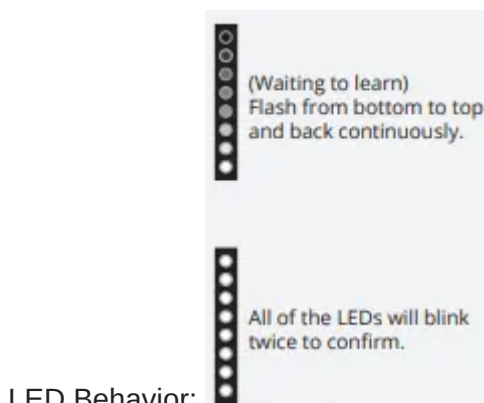 (Waiting to learn)
Flash from bottom to top
and back continuously.
All of the LEDs will blink
twice to confirm.
LED Behavior: